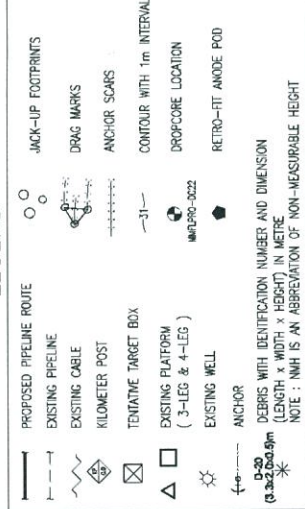 PROPOSED PIPELINE ROUTE
EXISTING PIPELINE
EXISTING CABLE
KILOMETER POST
TENTATIVE TARGET BOX
EXISTING PLATFORM
( 3-LEG & 4-LEG )
EXISTING WELL
ANCHOR
D-20
(3.3x2.0x0.5)m
DEBRIS WITH IDENTIFICATION NUMBER AND DIMENSION
(LENGTH x WIDTH x HEIGHT) IN METRE
NOTE : NMH IS AN ABBREVIATION OF NON-MEASURABLE HEIGHT
JACK-UP FOOTPRINTS
DRAG MARKS
ANCHOR SCARS
31
CONTOUR WITH 1m INTERVAL
DROPCORE LOCATION
RETRO-FIT ANODE POD